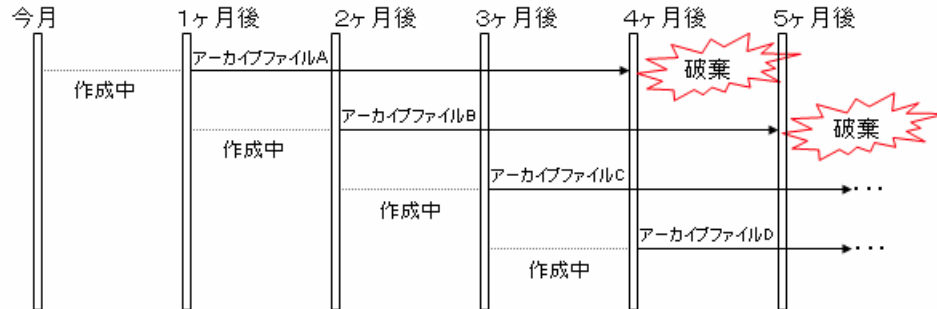 今月
1ヶ月後
2ヶ月後
3ヶ月後
4ヶ月後
5ヶ月後
アーカイブファイルA
破棄
作成中
アーカイブファイルB
破棄
作成中
アーカイブファイルC
・・・
作成中
アーカイブファイルD
・・・
作成中